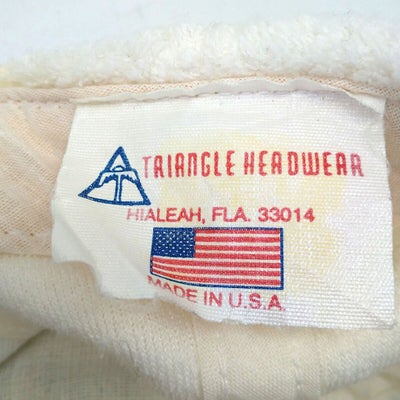 TRIANGLE HEADWEAR
HIALEAH, FLA. 33014
MADE IN U.S.A.